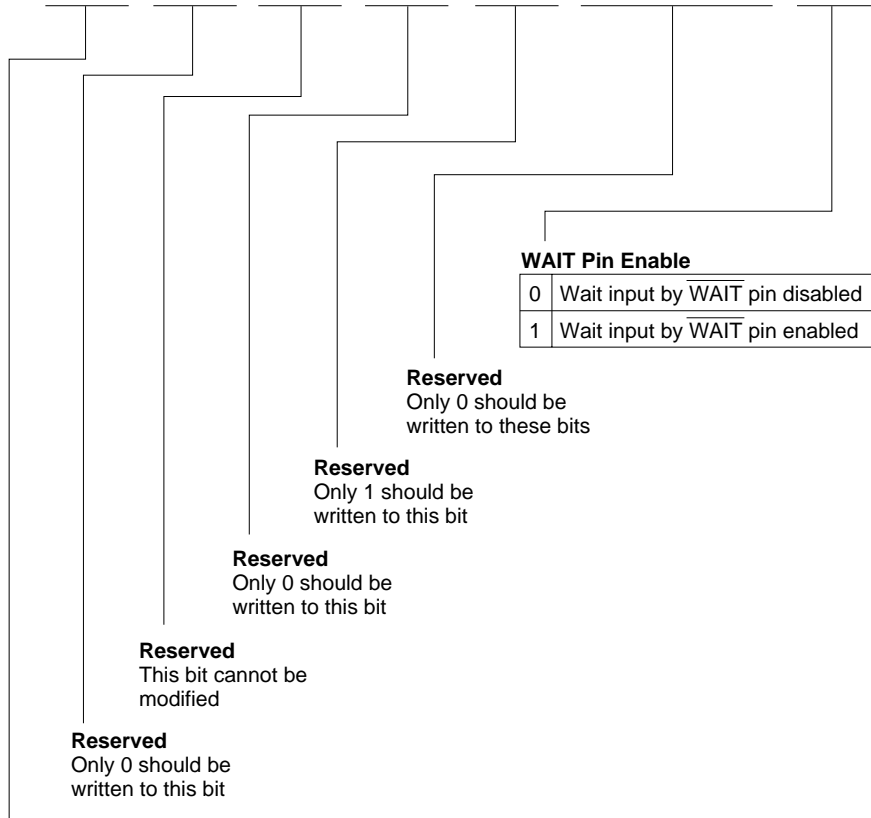 WAIT Pin Enable
0 Wait input by WAIT pin disabled
1 Wait input by WAIT pin enabled
Reserved
Only 0 should be
written to these bits
Reserved
Only 1 should be
written to this bit
Reserved
Only 0 should be
written to this bit
Reserved
This bit cannot be
modified
Reserved
Only 0 should be
written to this bit